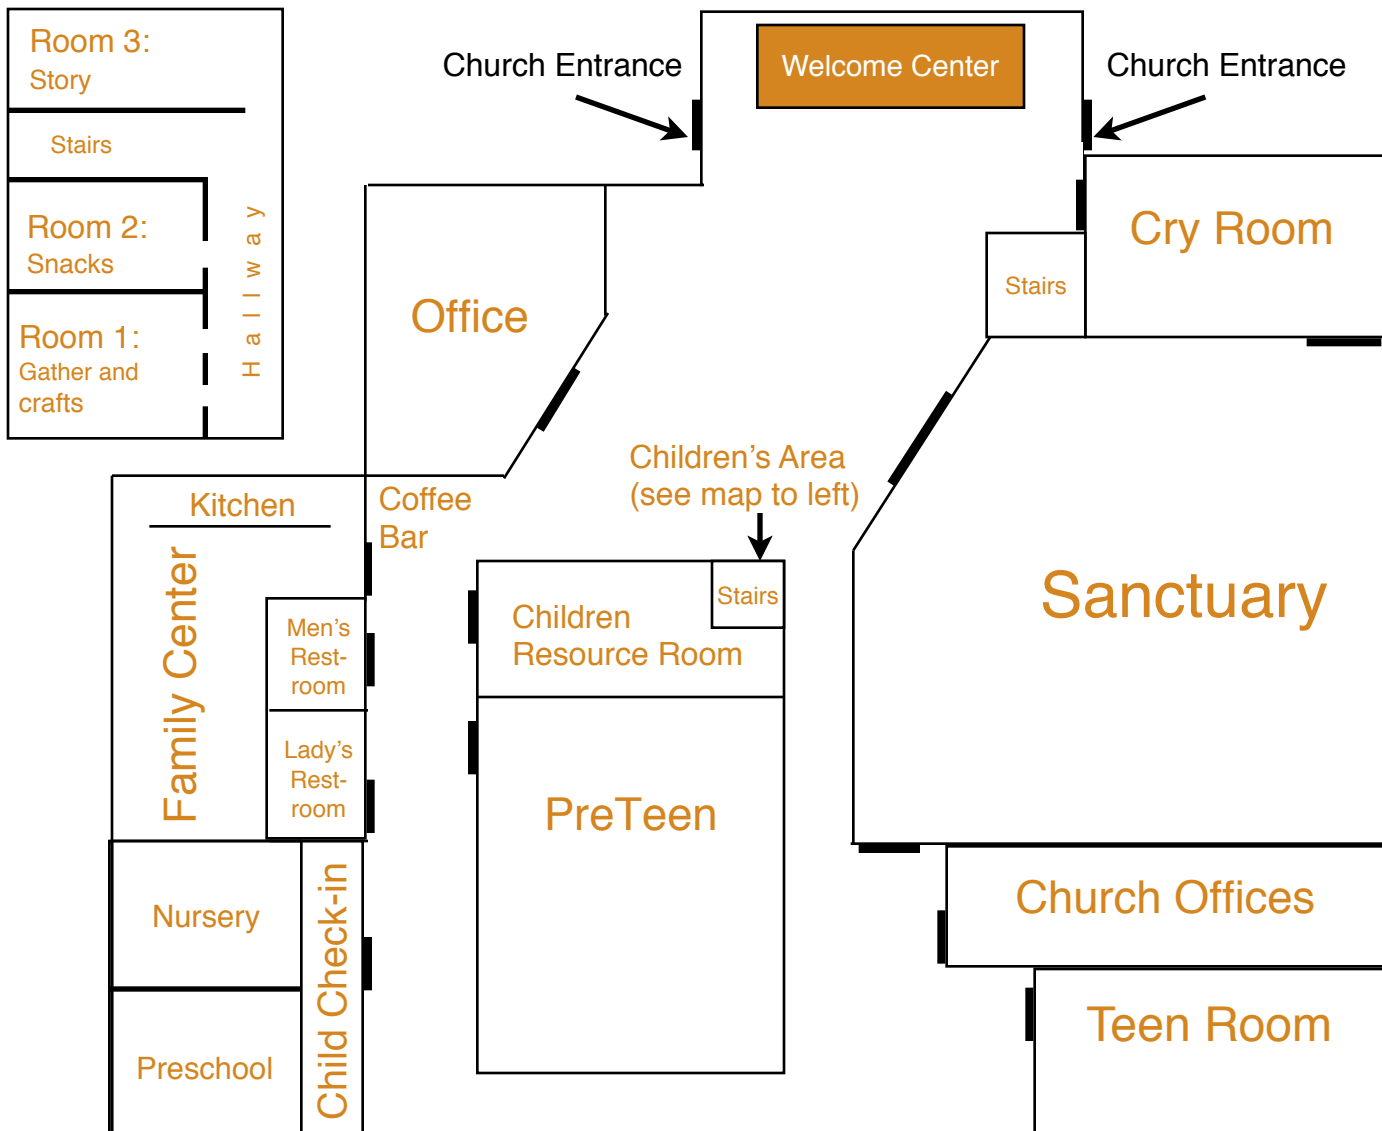 Room 3:
Story
Stairs
Room 2:
Snacks
Room 1:
Gather and
crafts
Hallway
Church Entrance
Welcome Center
Church Entrance
Cry Room
Stairs
Office
Children's Area
(see map to left)
Kitchen
Coffee
Bar
Family Center
Men's
Rest-
room
Lady's
Rest-
room
Stairs
Children
Resource Room
PreTeen
Sanctuary
Nursery
Preschool
Child Check-in
Church Offices
Teen Room